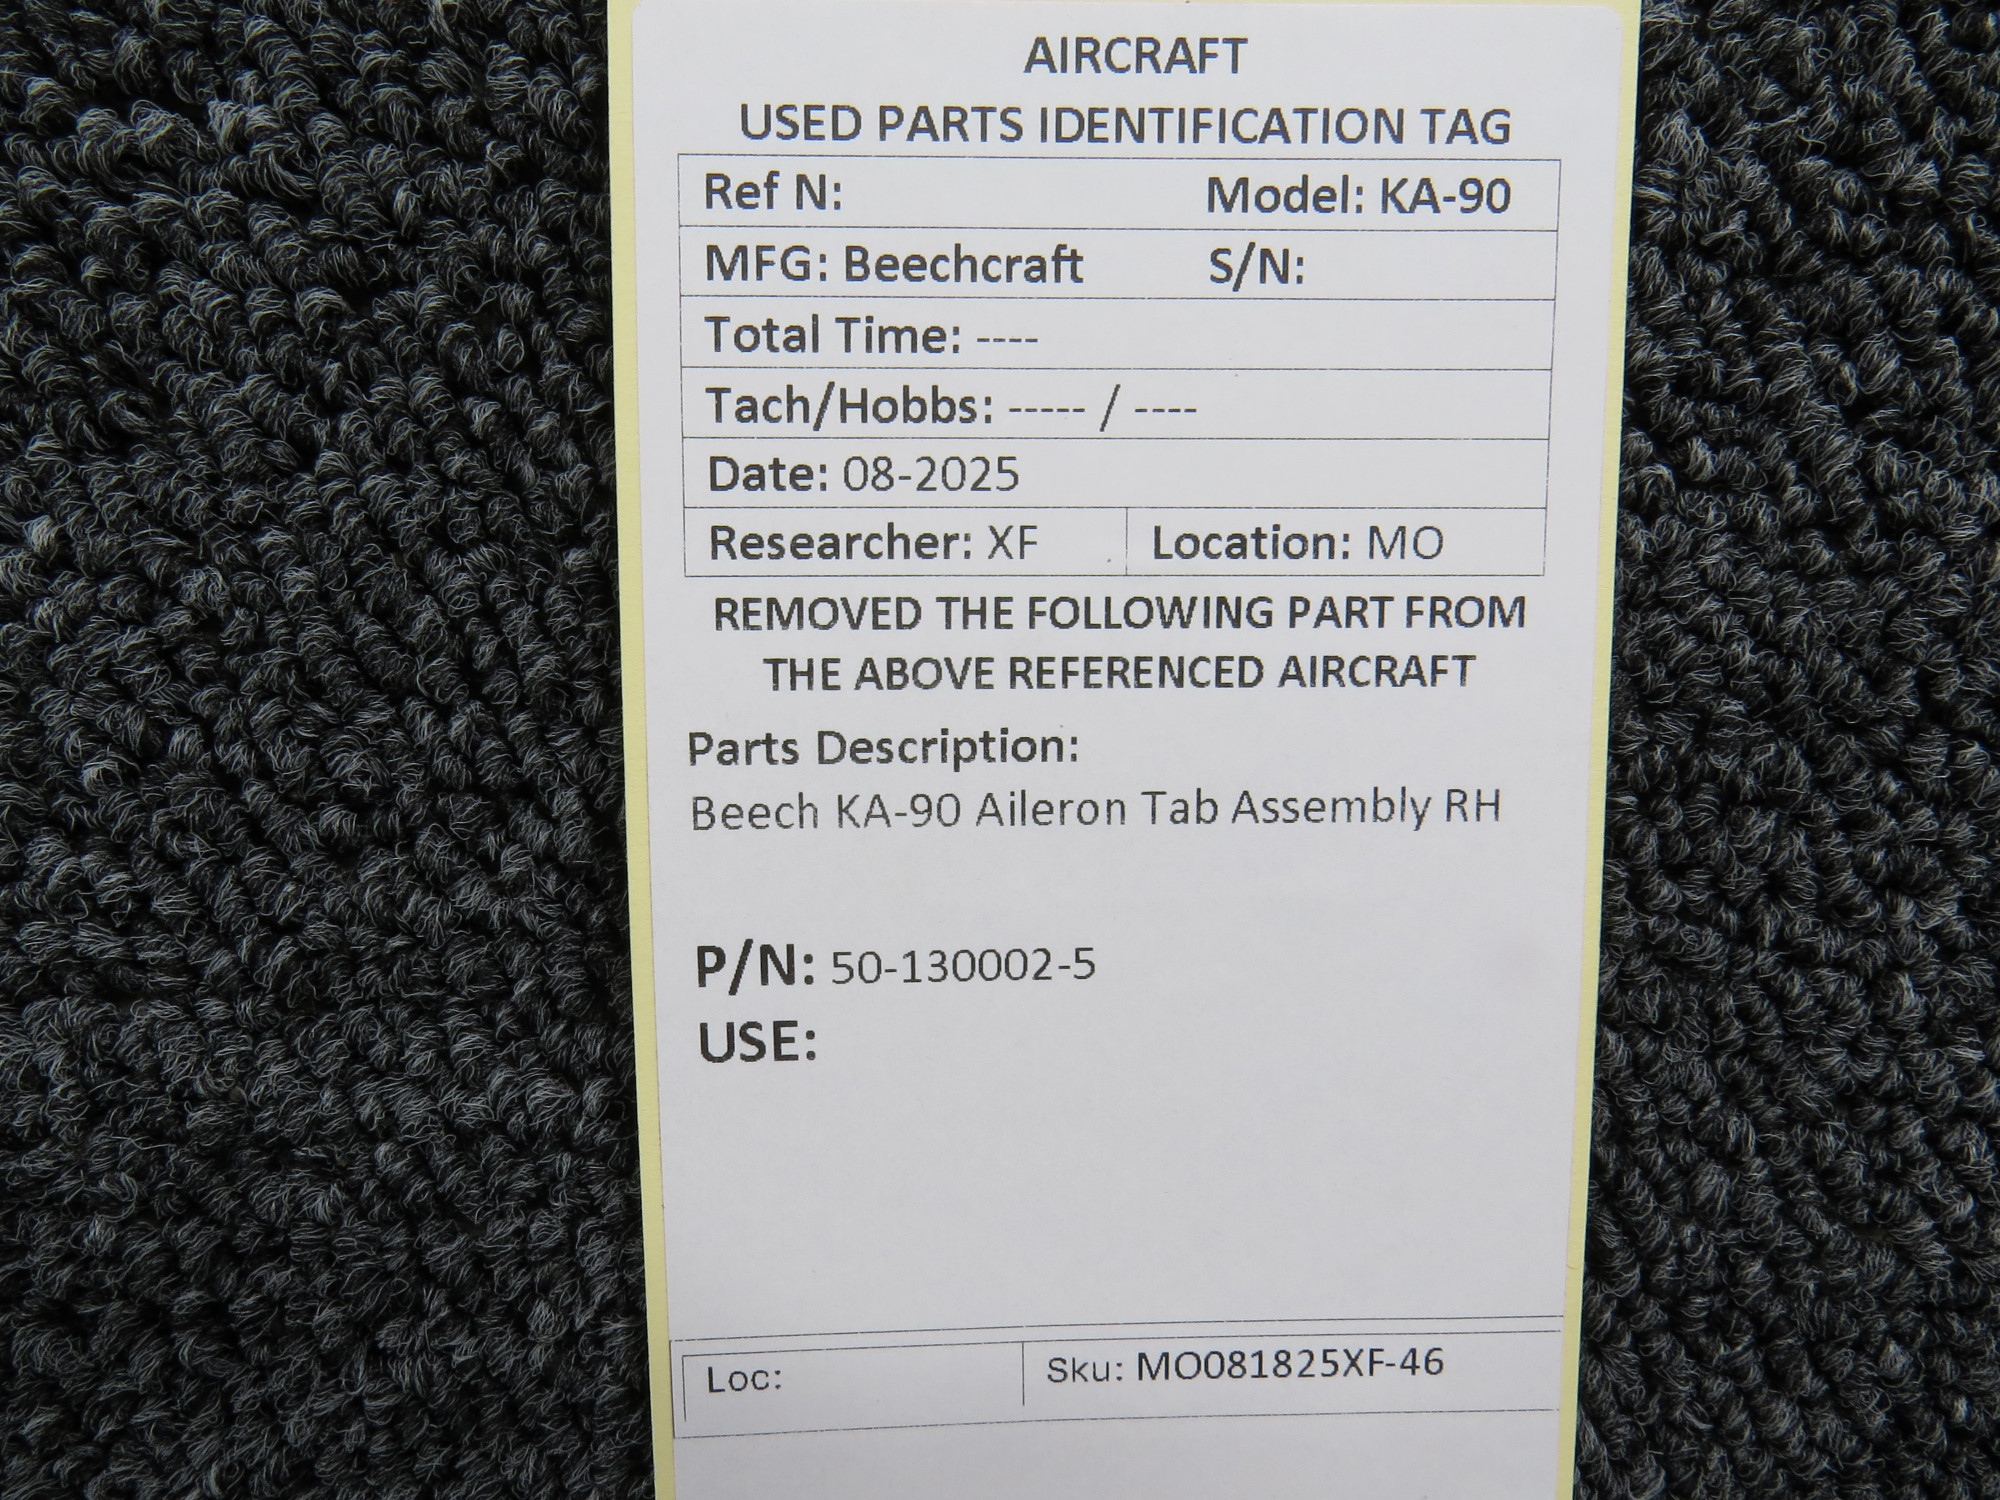 AIRCRAFT
USED PARTS IDENTIFICATION TAG
Ref N: Model: KA-90
MFG: Beechcraft S/N:
Total Time: ----
Tach/Hobbs: ----- / ----
Date: 08-2025
Researcher: XF Location: MO
REMOVED THE FOLLOWING PART FROM
THE ABOVE REFERENCED AIRCRAFT
Parts Description:
Beech KA-90 Aileron Tab Assembly RH
P/N: 50-130002-5
USE:
Loc: Sku: MO081825XF-46